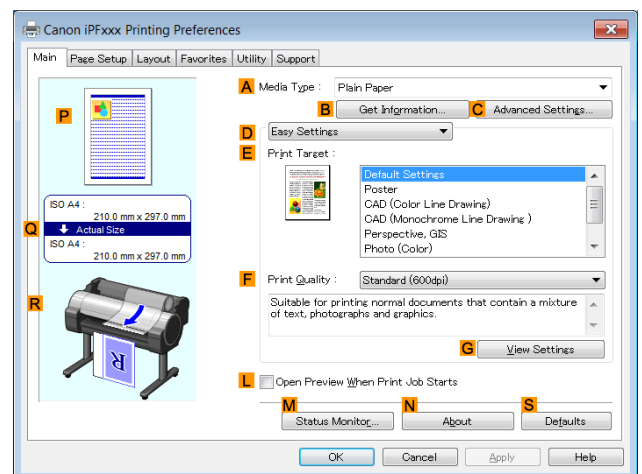 Canon iPFxxx Printing Preferences
Main Page Setup Layout Favorites Utility Support
P
A Media Type : Plain Paper
B Get Information... C Advanced Settings...
D Easy Settings
E Print Target :
Default Settings
Poster
CAD (Color Line Drawing)
CAD (Monochrome Line Drawing )
Perspective, GIS
Photo (Color)
ISO A4 :
210.0 mm x 297.0 mm
Q Actual Size
ISO A4 :
210.0 mm x 297.0 mm
R
R
F Print Quality : Standard (600dpi)
Suitable for printing normal documents that contain a mixture
of text, photographs and graphics.
G View Settings
L Open Preview When Print Job Starts
M N S
Status Monitor... About Defaults
OK Cancel Apply Help